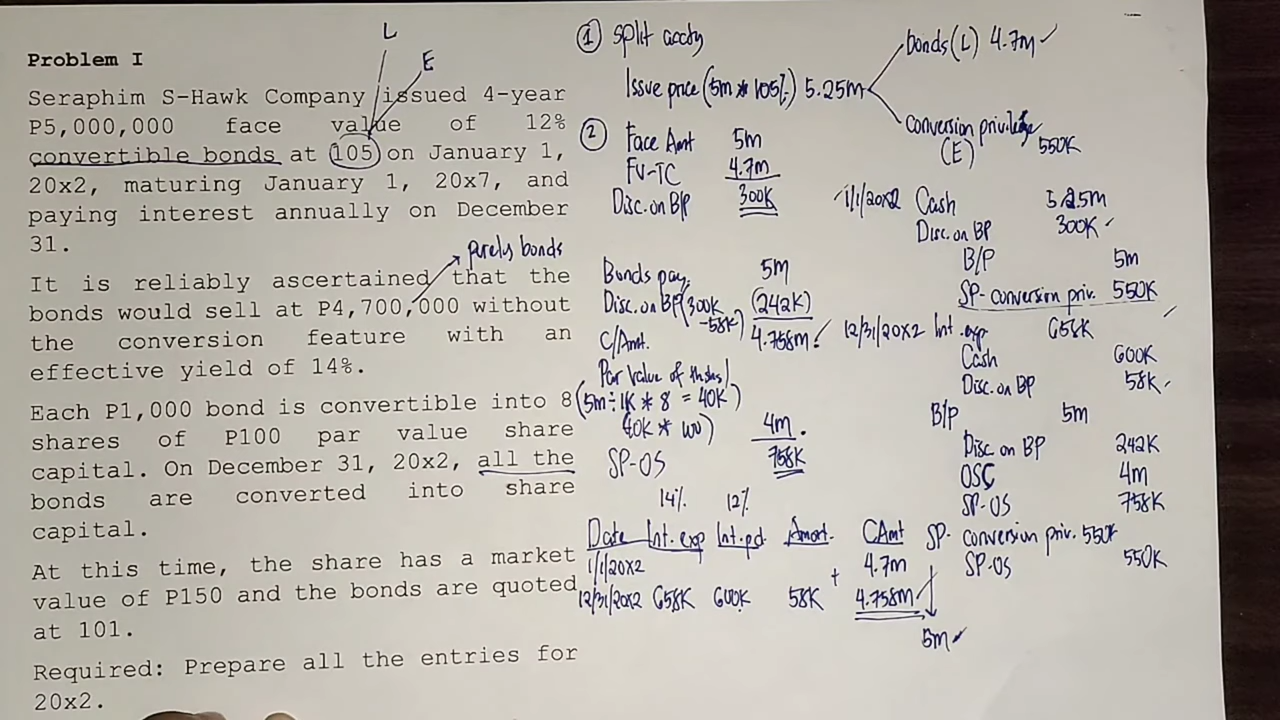 Problem I
Seraphim S-Hawk Company issued 4-year
P5,000,000 face value of 12%
convertible bonds at 105 on January 1,
20x2, maturing January 1, 20x7, and
paying interest annually on December
31.
It is reliably ascertained that the
bonds would sell at P4,700,000 without
the conversion feature with an
effective yield of 14%.
Each P1,000 bond is convertible into 8
shares of P100 par value share
capital. On December 31, 20x2, all the
bonds are converted into share
capital.
At this time, the share has a market
value of P150 and the bonds are quoted
at 101.
Required: Prepare all the entries for
20x2.
L
E
purely bonds
① Split acctg
Issue price (5m * 105%) 5.25m
bonds (L) 4.7m ✓
conversion privilege
(E) 550K
② Face Amt 5m
FV-TC 4.7m
Disc. on B/P 300K
Bonds pay. 5m
Disc. on BP (300K (242K)
-58K)
C/Amt. 4.758m ✓
Par Value of the shs
(5m ÷ 1K * 8 = 40K)
40K * 100) 4m
SP-OS 758K
14% 12%
Date Int. exp Int. pd Amort. CAmt
1/1/20x2 4.7m
12/31/20x2 658K 600K 58K + 4.758m
5m ✓
1/1/20x2 Cash 5.25m
Disc. on BP 300K ✓
B/P 5m
SP- conversion priv. 550K
12/31/20x2 Int. exp 658K
Cash 600K
Disc. on BP 58K ✓
B/P 5m
Disc on BP 242K
OSC 4m
SP-OS 758K
SP- conversion priv. 550K
SP-OS 550K